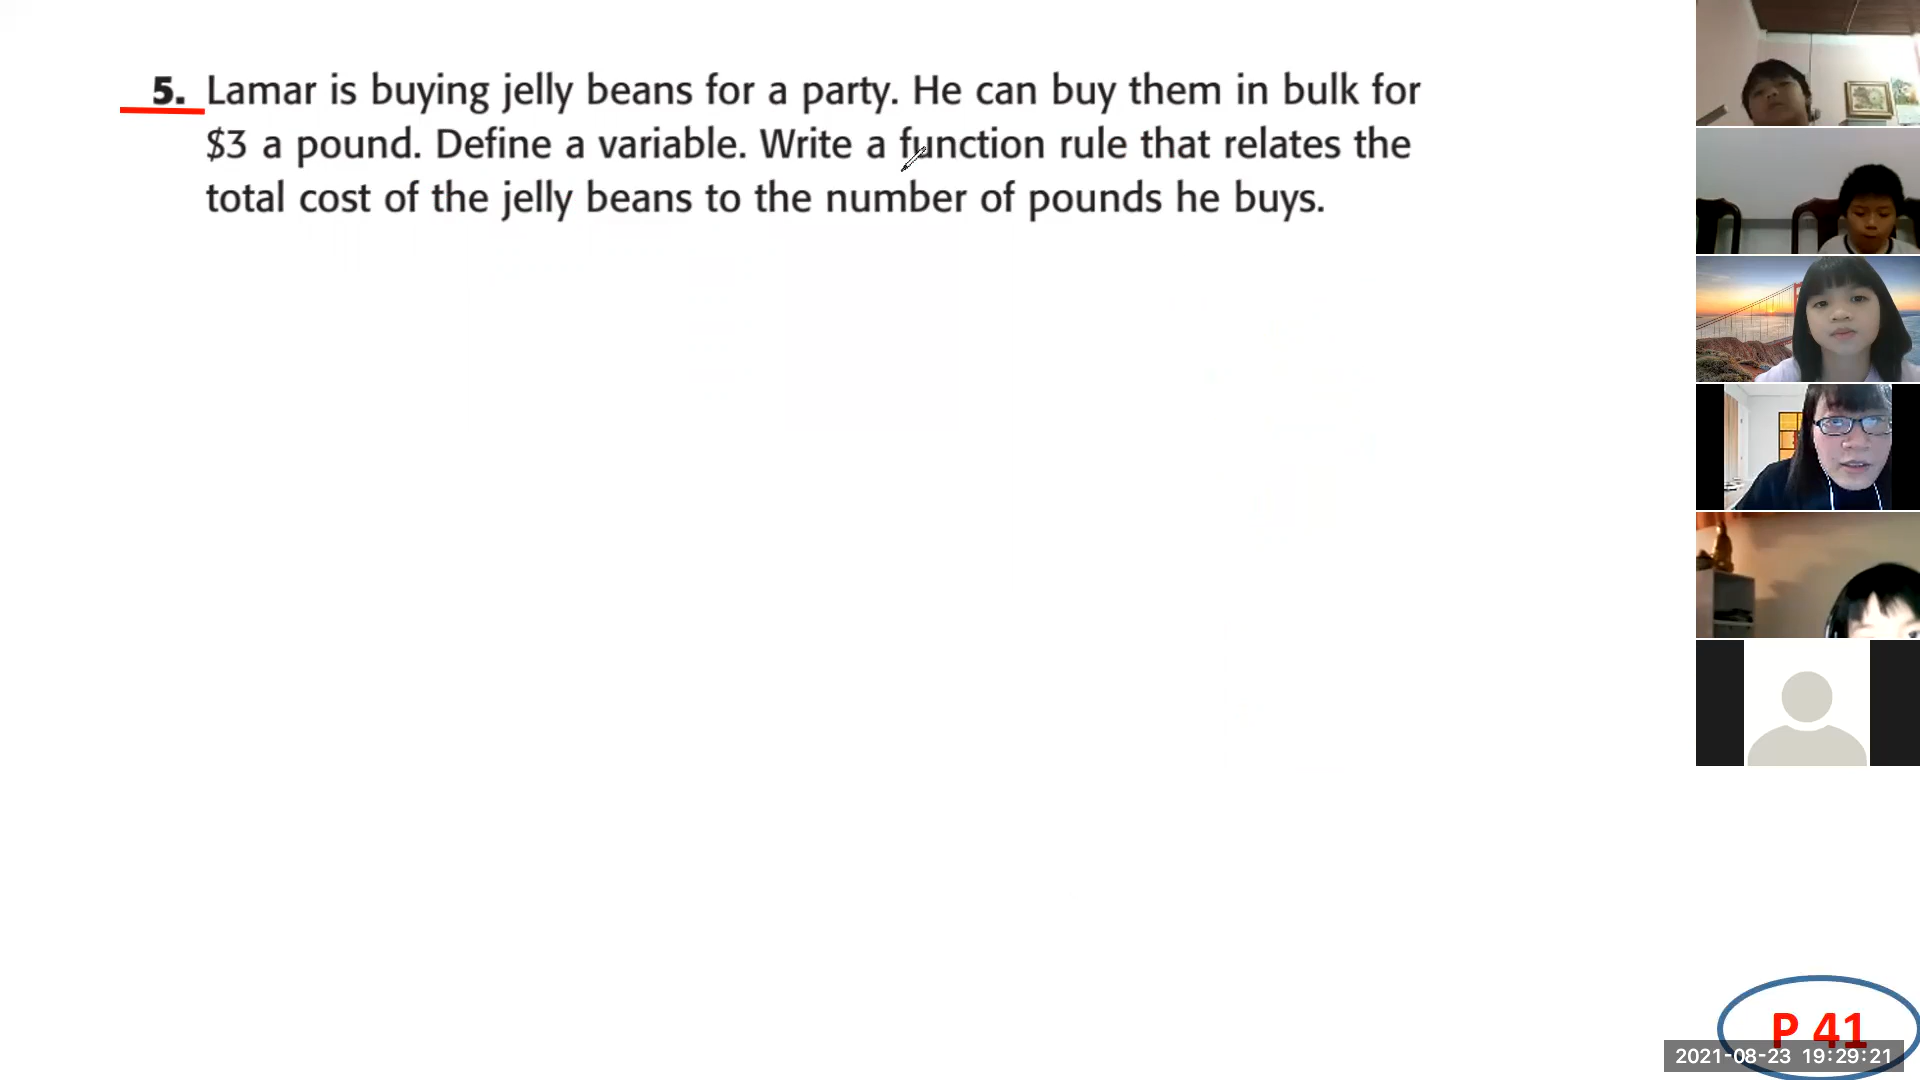 5. Lamar is buying jelly beans for a party. He can buy them in bulk for
$3 a pound. Define a variable. Write a function rule that relates the
total cost of the jelly beans to the number of pounds he buys.
P 41
2021-08-23 19:29:21